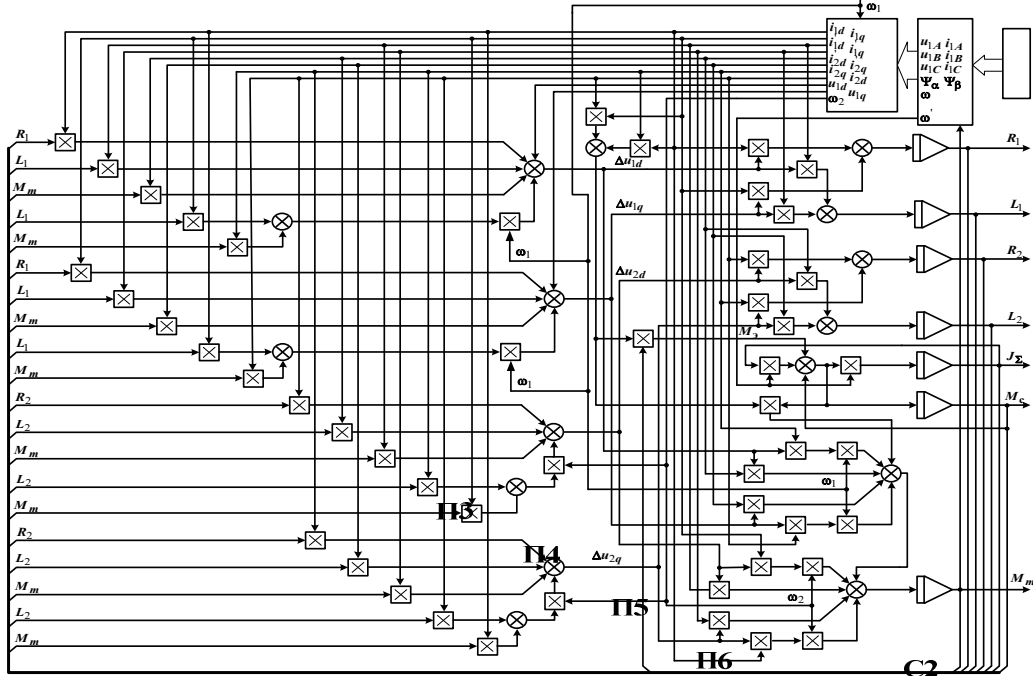 ω₁
i₁d i₁q
i₁d i₁q
i₂d i₂q
i₂q i₂d
u₁d u₁q
ω₂
u₁A i₁A
u₁B i₁B
u₁C i₁C
Ψα Ψβ
ω
ω'
R₁
L₁
Mₘ
L₁
Mₘ
R₁
L₁
Mₘ
L₁
Mₘ
R₂
L₂
Mₘ
L₂
Mₘ
R₂
L₂
Mₘ
L₂
Mₘ
Δu₁d
Δu₁q
Δu₂d
Δu₂q
ω₁
ω₁
Mэ
ω₁
ω₂
П3
П4
П5
П6
С2
R₁
L₁
R₂
L₂
J_Σ
M_c
Mₘ